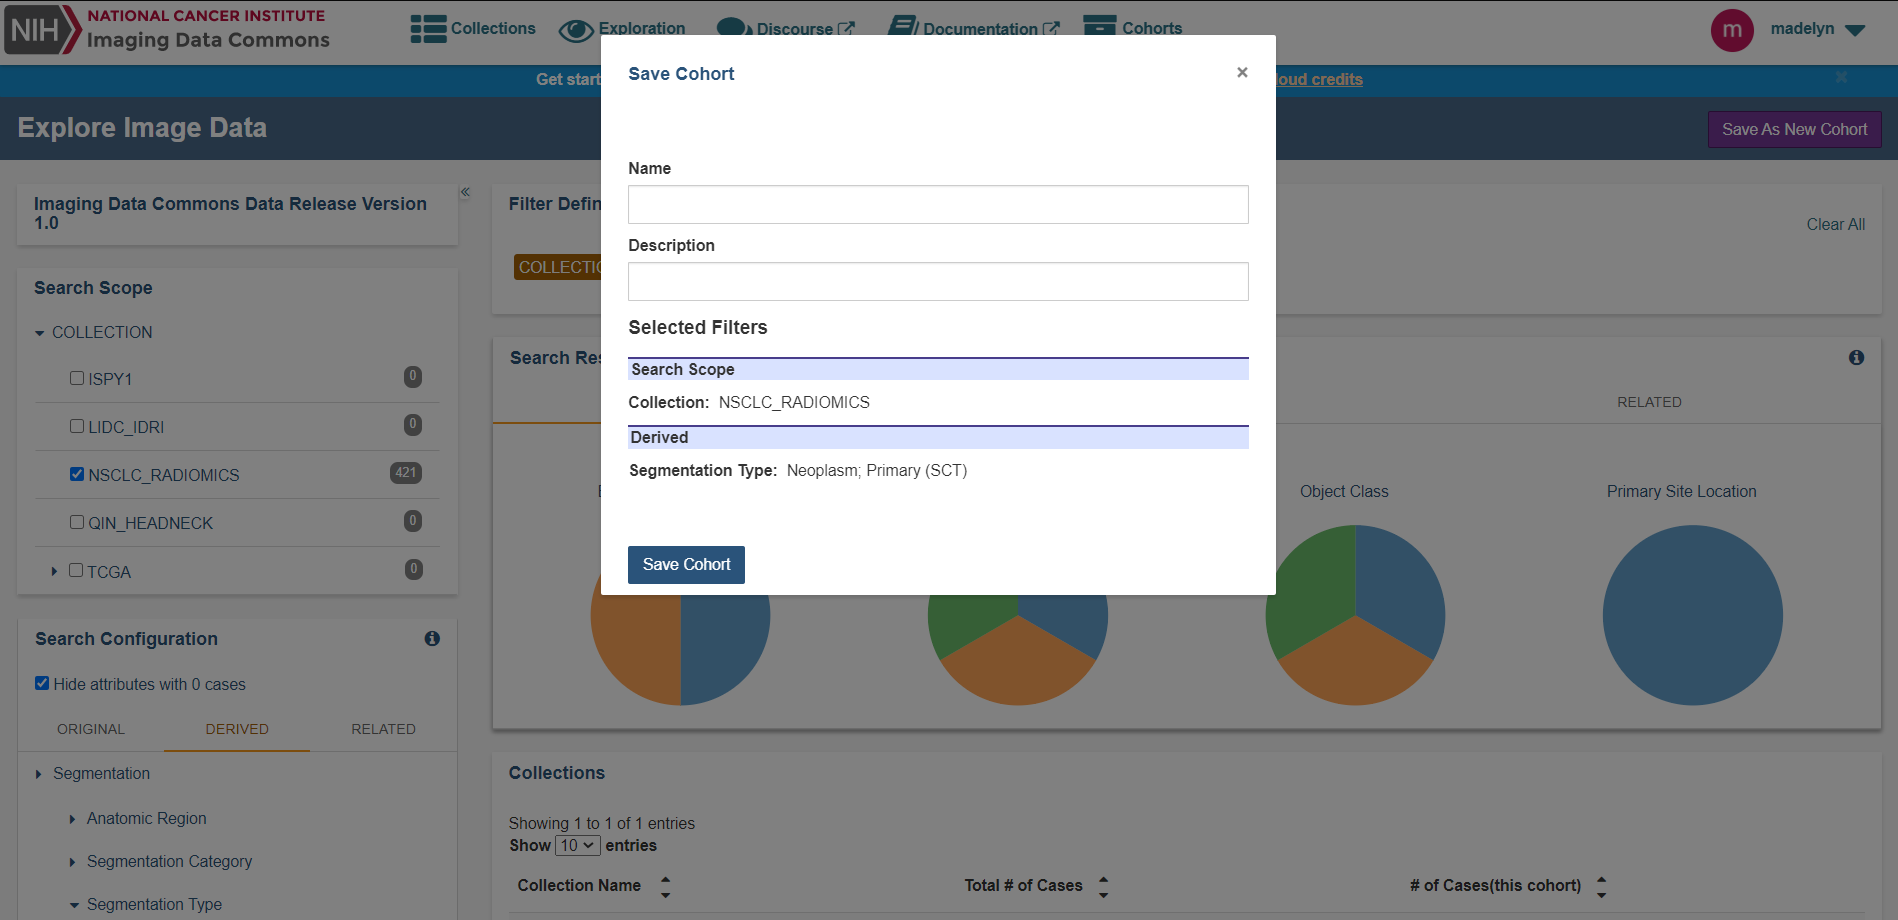 NIH
NATIONAL CANCER INSTITUTE
Imaging Data Commons
Collections
Exploration
Discourse
Documentation
Cohorts
m
madelyn
Get start
loud credits
Explore Image Data
Save As New Cohort
Save Cohort
×
Name
Description
Selected Filters
Search Scope
Collection: NSCLC_RADIOMICS
Derived
Segmentation Type: Neoplasm; Primary (SCT)
Save Cohort
«
Imaging Data Commons Data Release Version
1.0
Search Scope
COLLECTION
ISPY1 0
LIDC_IDRI 0
NSCLC_RADIOMICS 421
QIN_HEADNECK 0
TCGA 0
Search Configuration
Hide attributes with 0 cases
ORIGINAL DERIVED RELATED
Segmentation
Anatomic Region
Segmentation Category
Segmentation Type
Filter Defin
Clear All
COLLECTIO
Search Res
RELATED
Object Class
Primary Site Location
Collections
Showing 1 to 1 of 1 entries
Show 10 entries
Collection Name
Total # of Cases
# of Cases(this cohort)